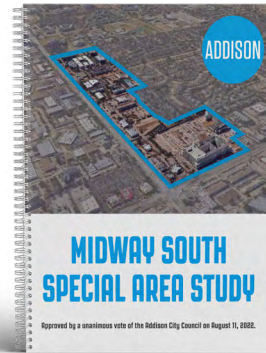 ADDISON
MIDWAY SOUTH
SPECIAL AREA STUDY
Approved by a unanimous vote of the Addison City Council on August 11, 2022.